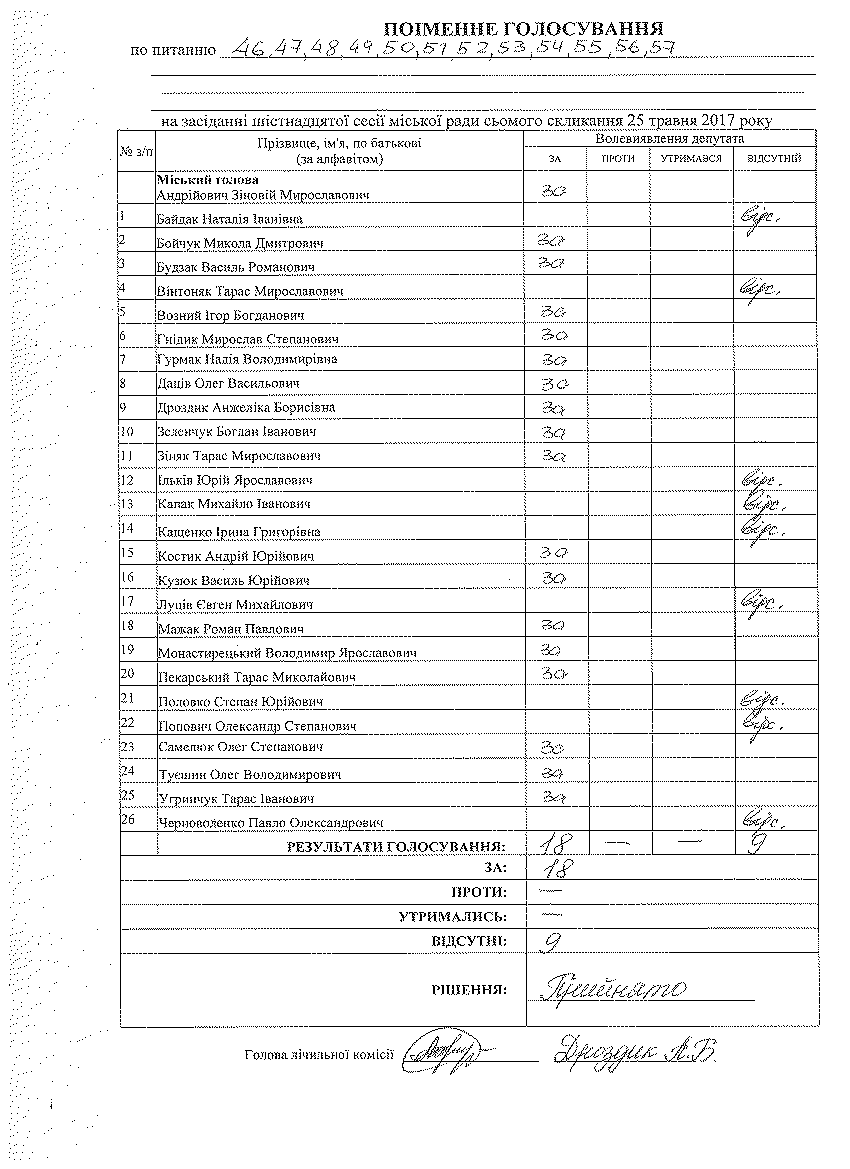 ПОІМЕННЕ ГОЛОСУВАННЯ
по питанню 46,47,48,49,50,51,52,53,54,55,56,57
на засіданні шістнадцятої сесії міської ради сьомого скликання 25 травня 2017 року
№ з/п Прізвище, ім'я, по батькові (за алфавітом) Волевиявлення депутата
ЗА ПРОТИ УТРИМАВСЯ ВІДСУТНІЙ
Міський голова
Андрійович Зіновій Мирославович за
1 Байдак Наталія Іванівна відс.
2 Бойчук Микола Дмитрович за
3 Будзак Василь Романович за
4 Вінтоняк Тарас Мирославович відс.
5 Возний Ігор Богданович за
6 Гнідик Мирослав Степанович за
7 Гурмак Надія Володимирівна за
8 Даців Олег Васильович за
9 Дроздик Анжеліка Борисівна за
10 Зеленчук Богдан Іванович за
11 Зіняк Тарас Мирославович за
12 Ільків Юрій Ярославович відс.
13 Капак Михайло Іванович відс.
14 Кащенко Ірина Григорівна відс.
15 Костик Андрій Юрійович за
16 Кузюк Василь Юрійович за
17 Луців Євген Михайлович відс.
18 Мажак Роман Павлович за
19 Монастирецький Володимир Ярославович за
20 Пекарський Тарас Миколайович за
21 Половко Степан Юрійович відс.
22 Попович Олександр Степанович відс.
23 Самелюк Олег Степанович за
24 Туєшин Олег Володимирович за
25 Угринчук Тарас Іванович за
26 Черноволенко Павло Олександрович відс.
РЕЗУЛЬТАТИ ГОЛОСУВАННЯ: 18 — — 9
ЗА: 18
ПРОТИ: —
УТРИМАЛИСЬ: —
ВІДСУТНІ: 9
РІШЕННЯ: Прийнято
Голова лічильної комісії Дроздик А.Б.